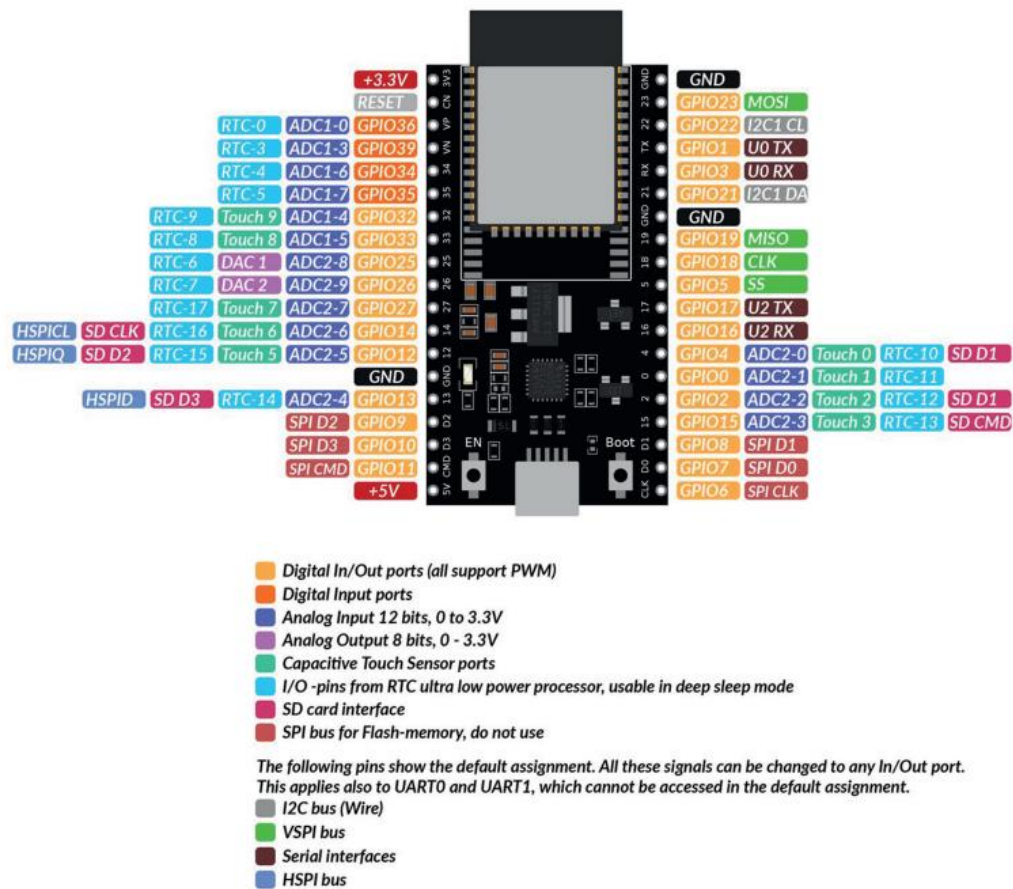 +3.3V 3V3 GND GND
RESET CN 23 GPIO23 MOSI
RTC-0 ADC1-0 GPIO36 VP 22 GPIO22 I2C1 CL
RTC-3 ADC1-3 GPIO39 VN TX GPIO1 U0 TX
RTC-4 ADC1-6 GPIO34 34 RX GPIO3 U0 RX
RTC-5 ADC1-7 GPIO35 35 21 GPIO21 I2C1 DA
RTC-9 Touch 9 ADC1-4 GPIO32 32 GND GND
RTC-8 Touch 8 ADC1-5 GPIO33 33 19 GPIO19 MISO
RTC-6 DAC 1 ADC2-8 GPIO25 25 18 GPIO18 CLK
RTC-7 DAC 2 ADC2-9 GPIO26 26 5 GPIO5 SS
RTC-17 Touch 7 ADC2-7 GPIO27 27 17 GPIO17 U2 TX
HSPICL SD CLK RTC-16 Touch 6 ADC2-6 GPIO14 14 16 GPIO16 U2 RX
HSPIQ SD D2 RTC-15 Touch 5 ADC2-5 GPIO12 12 4 GPIO4 ADC2-0 Touch 0 RTC-10 SD D1
GND GND 0 GPIO0 ADC2-1 Touch 1 RTC-11
HSPID SD D3 RTC-14 ADC2-4 GPIO13 13 2 GPIO2 ADC2-2 Touch 2 RTC-12 SD D1
SPI D2 GPIO9 D2 15 GPIO15 ADC2-3 Touch 3 RTC-13 SD CMD
SPI D3 GPIO10 D3 EN Boot D1 GPIO8 SPI D1
SPI CMD GPIO11 CMD D0 GPIO7 SPI D0
+5V 5V CLK GPIO6 SPI CLK
Digital In/Out ports (all support PWM)
Digital Input ports
Analog Input 12 bits, 0 to 3.3V
Analog Output 8 bits, 0 - 3.3V
Capacitive Touch Sensor ports
I/O -pins from RTC ultra low power processor, usable in deep sleep mode
SD card interface
SPI bus for Flash-memory, do not use
The following pins show the default assignment. All these signals can be changed to any In/Out port.
This applies also to UART0 and UART1, which cannot be accessed in the default assignment.
I2C bus (Wire)
VSPI bus
Serial interfaces
HSPI bus